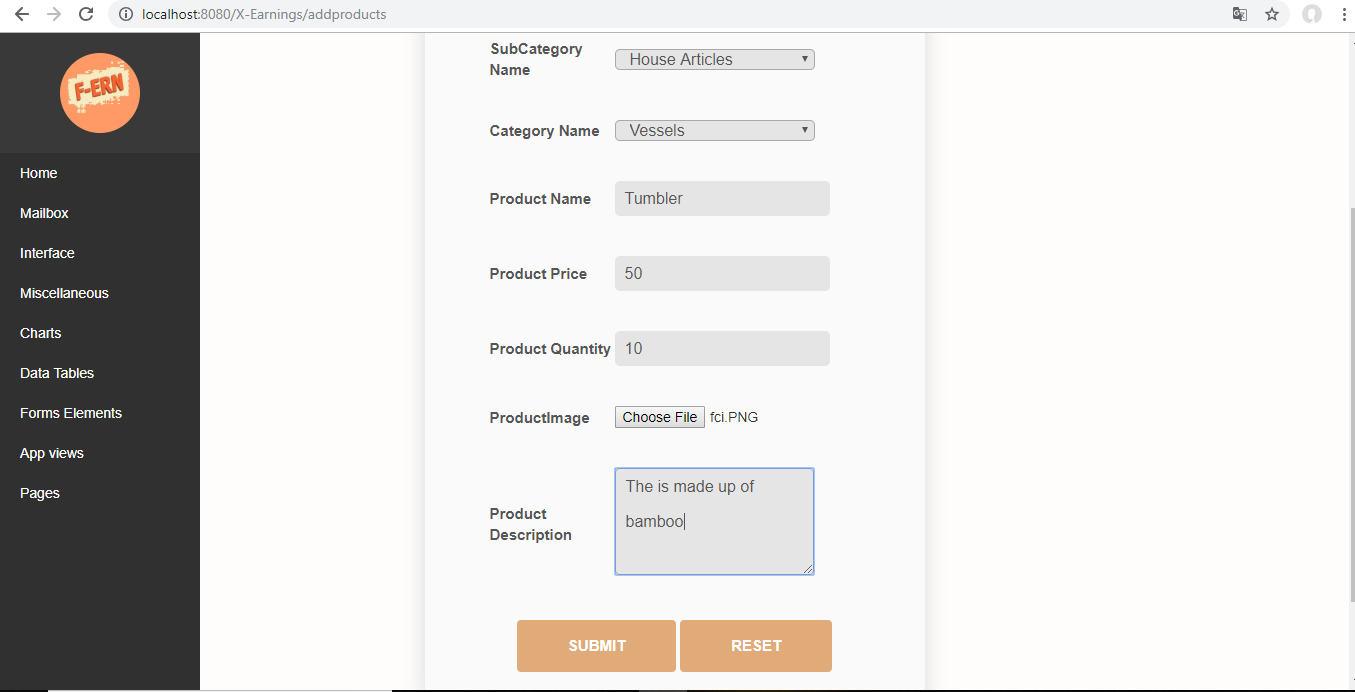 localhost:8080/X-Earnings/addproducts
F-ERN
Home
Mailbox
Interface
Miscellaneous
Charts
Data Tables
Forms Elements
App views
Pages
SubCategory
Name
House Articles
Category Name
Vessels
Product Name
Tumbler
Product Price
50
Product Quantity
10
ProductImage
Choose File fci.PNG
Product
Description
The is made up of
bamboo
SUBMIT
RESET